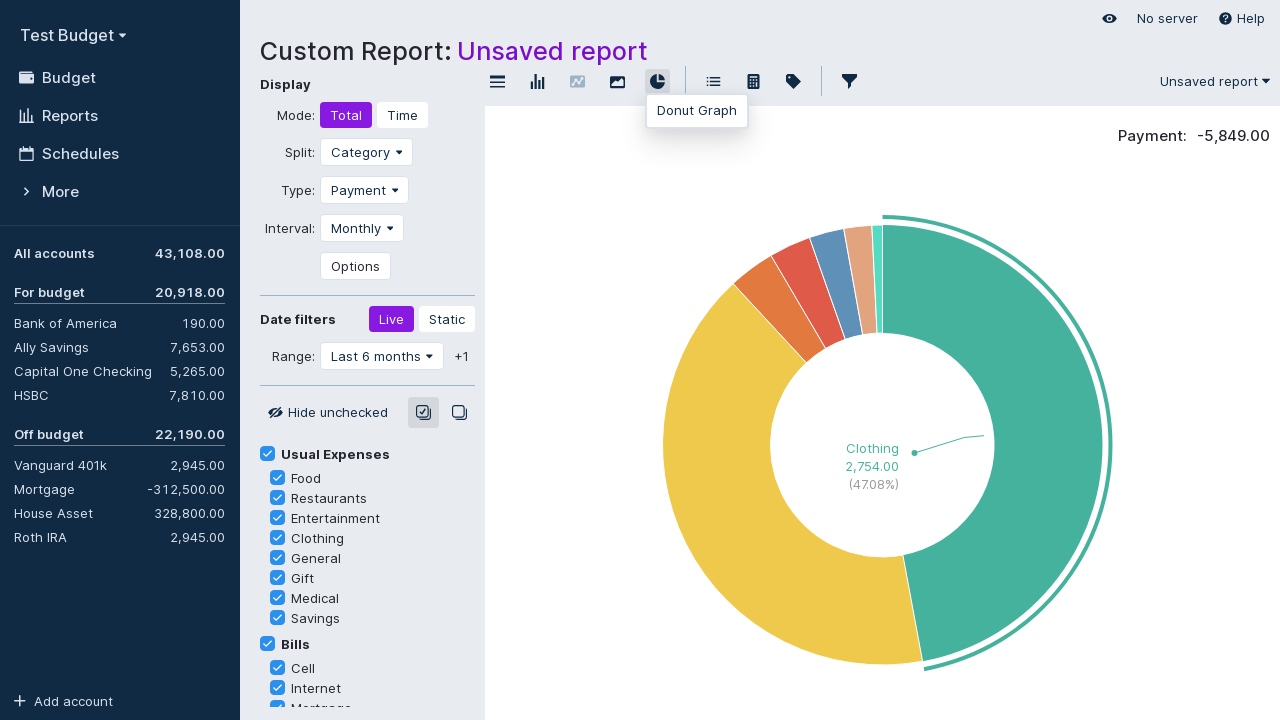 Test Budget
Budget
Reports
Schedules
More
All accounts 43,108.00
For budget 20,918.00
Bank of America 190.00
Ally Savings 7,653.00
Capital One Checking 5,265.00
HSBC 7,810.00
Off budget 22,190.00
Vanguard 401k 2,945.00
Mortgage -312,500.00
House Asset 328,800.00
Roth IRA 2,945.00
Add account
No server Help
Custom Report: Unsaved report
Display
Mode: Total Time
Split: Category
Type: Payment
Interval: Monthly
Options
Date filters Live Static
Range: Last 6 months +1
Hide unchecked
Usual Expenses
Food
Restaurants
Entertainment
Clothing
General
Gift
Medical
Savings
Bills
Cell
Internet
Mortgage
Unsaved report
Donut Graph
Payment: -5,849.00
Clothing
2,754.00
(47.08%)